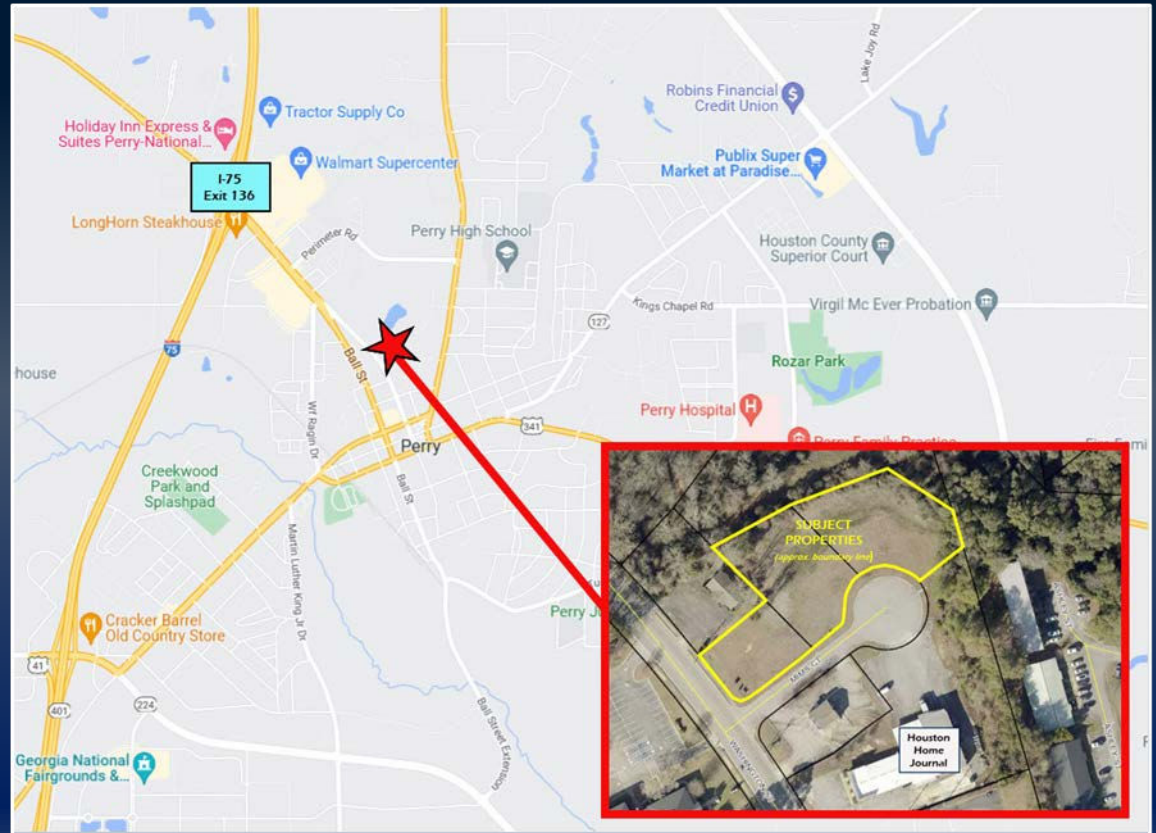 Lake Joy Rd
Robins Financial
Credit Union
Tractor Supply Co
Holiday Inn Express &
Suites Perry-National...
Walmart Supercenter
Publix Super
Market at Paradise...
I-75
Exit 136
LongHorn Steakhouse
Perry High School
Perimeter Rd
Houston County
Superior Court
Kings Chapel Rd
Virgil Mc Ever Probation
127
75
Ball St
Rozar Park
house
Wf Ragin Dr
Perry Hospital
341
Perry
Perry Family Practice
Creekwood
Park and
Splashpad
Ball St
Martin Luther King Jr Dr
SUBJECT
PROPERTIES
(approx. boundary line)
Perry Ju
Cracker Barrel
Old Country Store
41
401
224
Ball Street Extension
Houston
Home
Journal
Georgia National
Fairgrounds &...